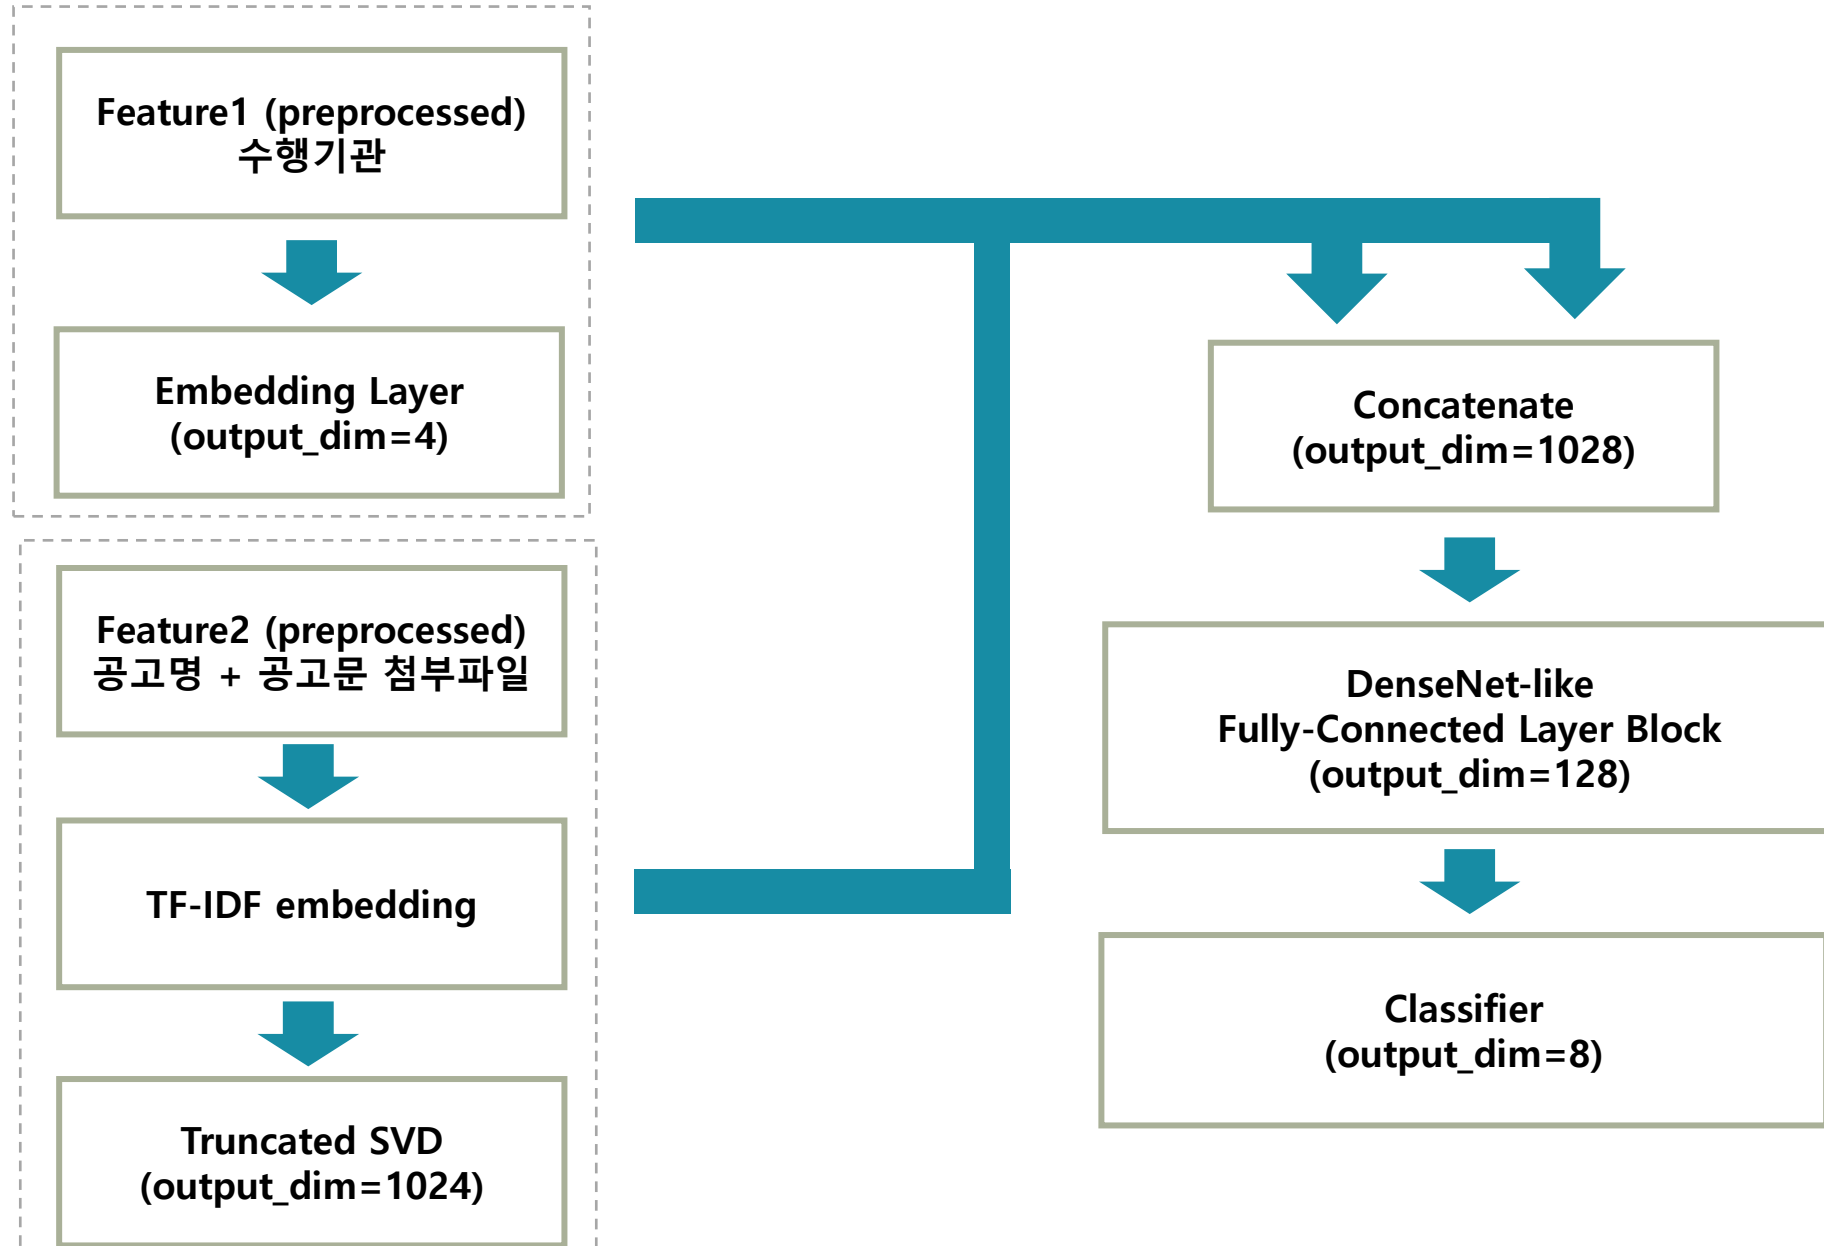 Feature1 (preprocessed)
수행기관
Embedding Layer
(output_dim=4)
Feature2 (preprocessed)
공고명 + 공고문 첨부파일
TF-IDF embedding
Truncated SVD
(output_dim=1024)
Concatenate
(output_dim=1028)
DenseNet-like
Fully-Connected Layer Block
(output_dim=128)
Classifier
(output_dim=8)